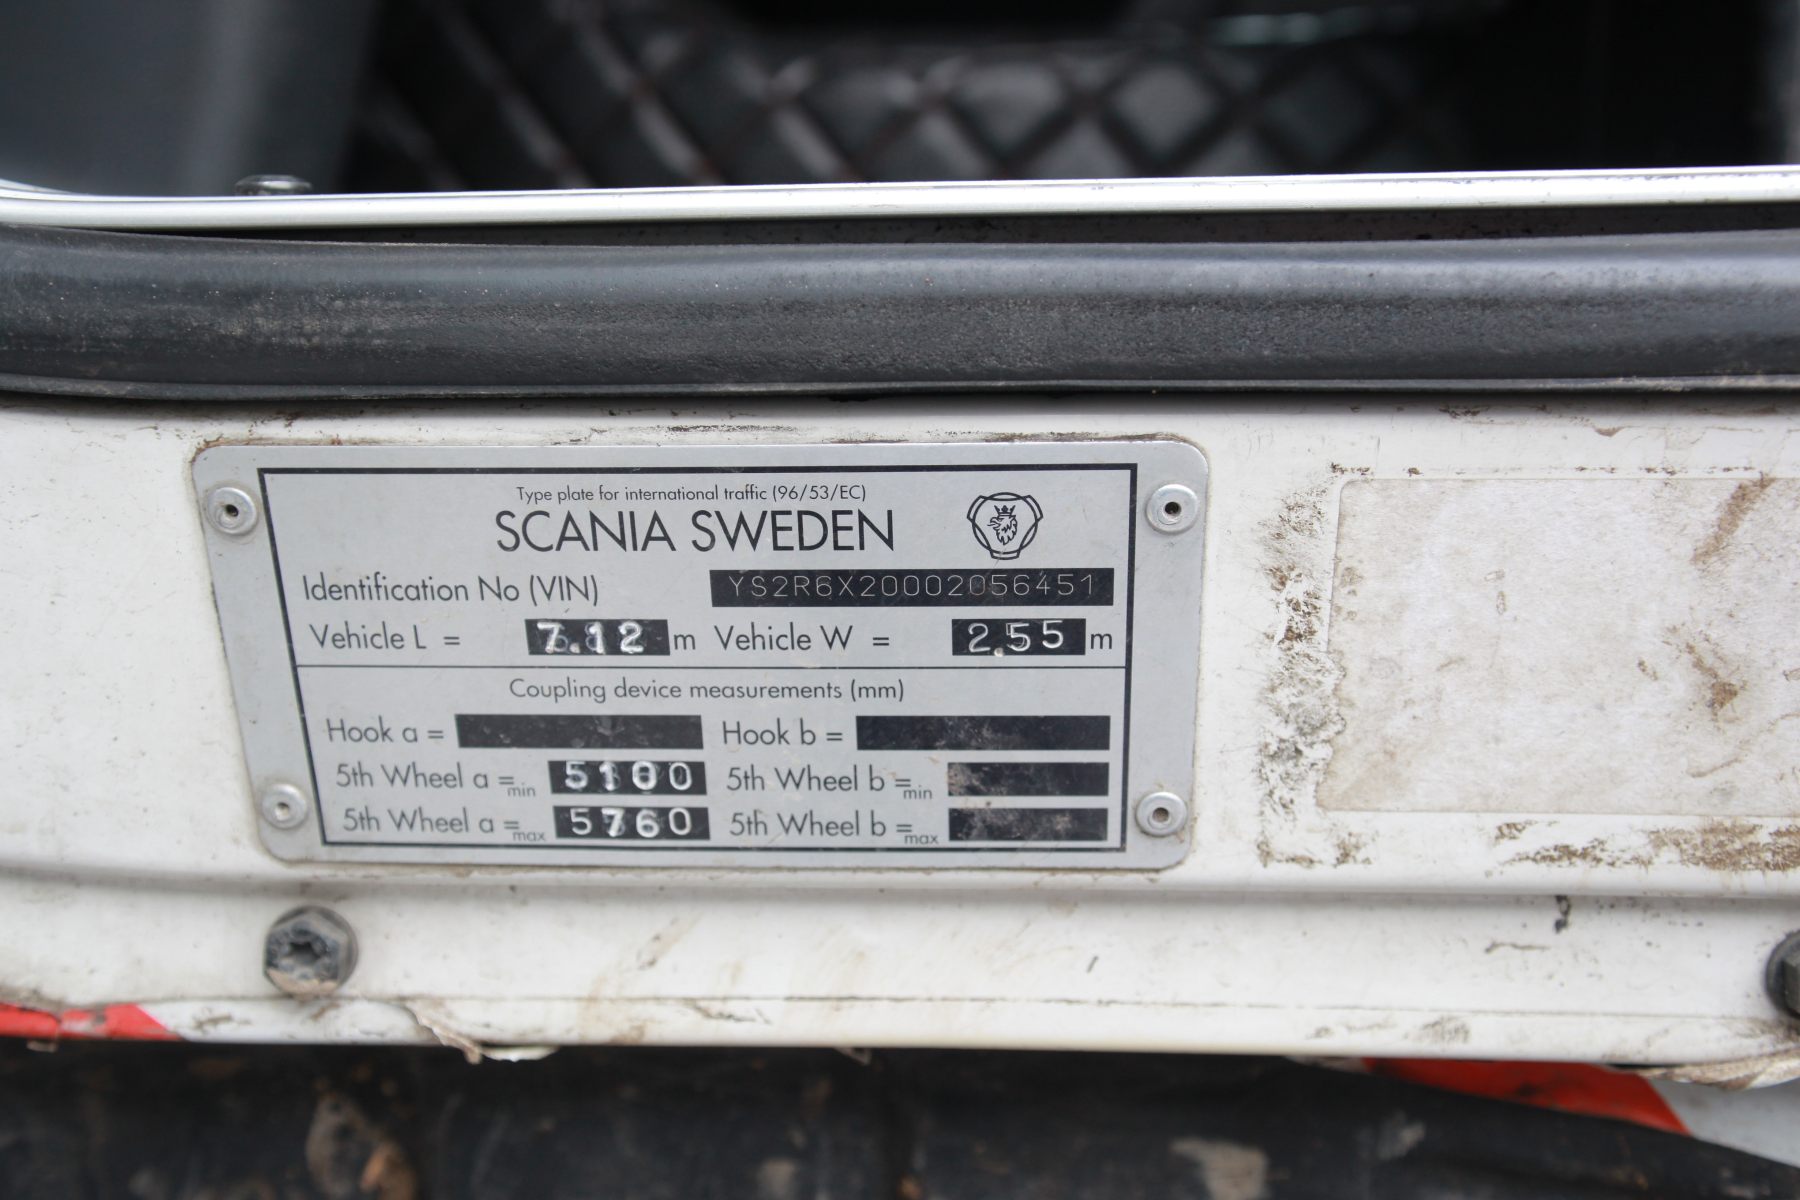 Type plate for international traffic (96/53/EC)
SCANIA SWEDEN
Identification No (VIN) YS2R6X20002056451
Vehicle L = 7.12 m Vehicle W = 2.55 m
Coupling device measurements (mm)
Hook a = Hook b =
5th Wheel a =min 5100 5th Wheel b =min
5th Wheel a =max 5760 5th Wheel b =max